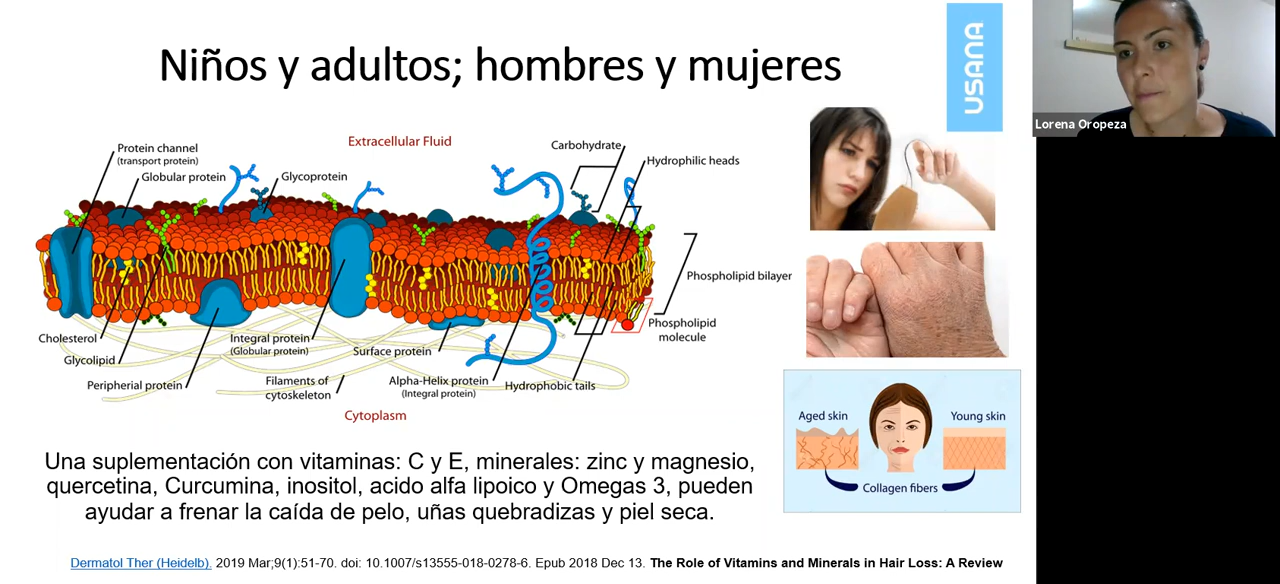 Niños y adultos; hombres y mujeres
USANA
Lorena Oropeza
Extracellular Fluid
Protein channel
(transport protein)
Globular protein
Glycoprotein
Carbohydrate
Hydrophilic heads
Phospholipid bilayer
Phospholipid
molecule
Cholesterol
Glycolipid
Peripherial protein
Integral protein
(Globular protein)
Filaments of
cytoskeleton
Surface protein
Alpha-Helix protein
(Integral protein)
Hydrophobic tails
Cytoplasm
Aged skin
Young skin
Collagen fibers
Una suplementación con vitaminas: C y E, minerales: zinc y magnesio,
quercetina, Curcumina, inositol, acido alfa lipoico y Omegas 3, pueden
ayudar a frenar la caída de pelo, uñas quebradizas y piel seca.
Dermatol Ther (Heidelb). 2019 Mar;9(1):51-70. doi: 10.1007/s13555-018-0278-6. Epub 2018 Dec 13. The Role of Vitamins and Minerals in Hair Loss: A Review